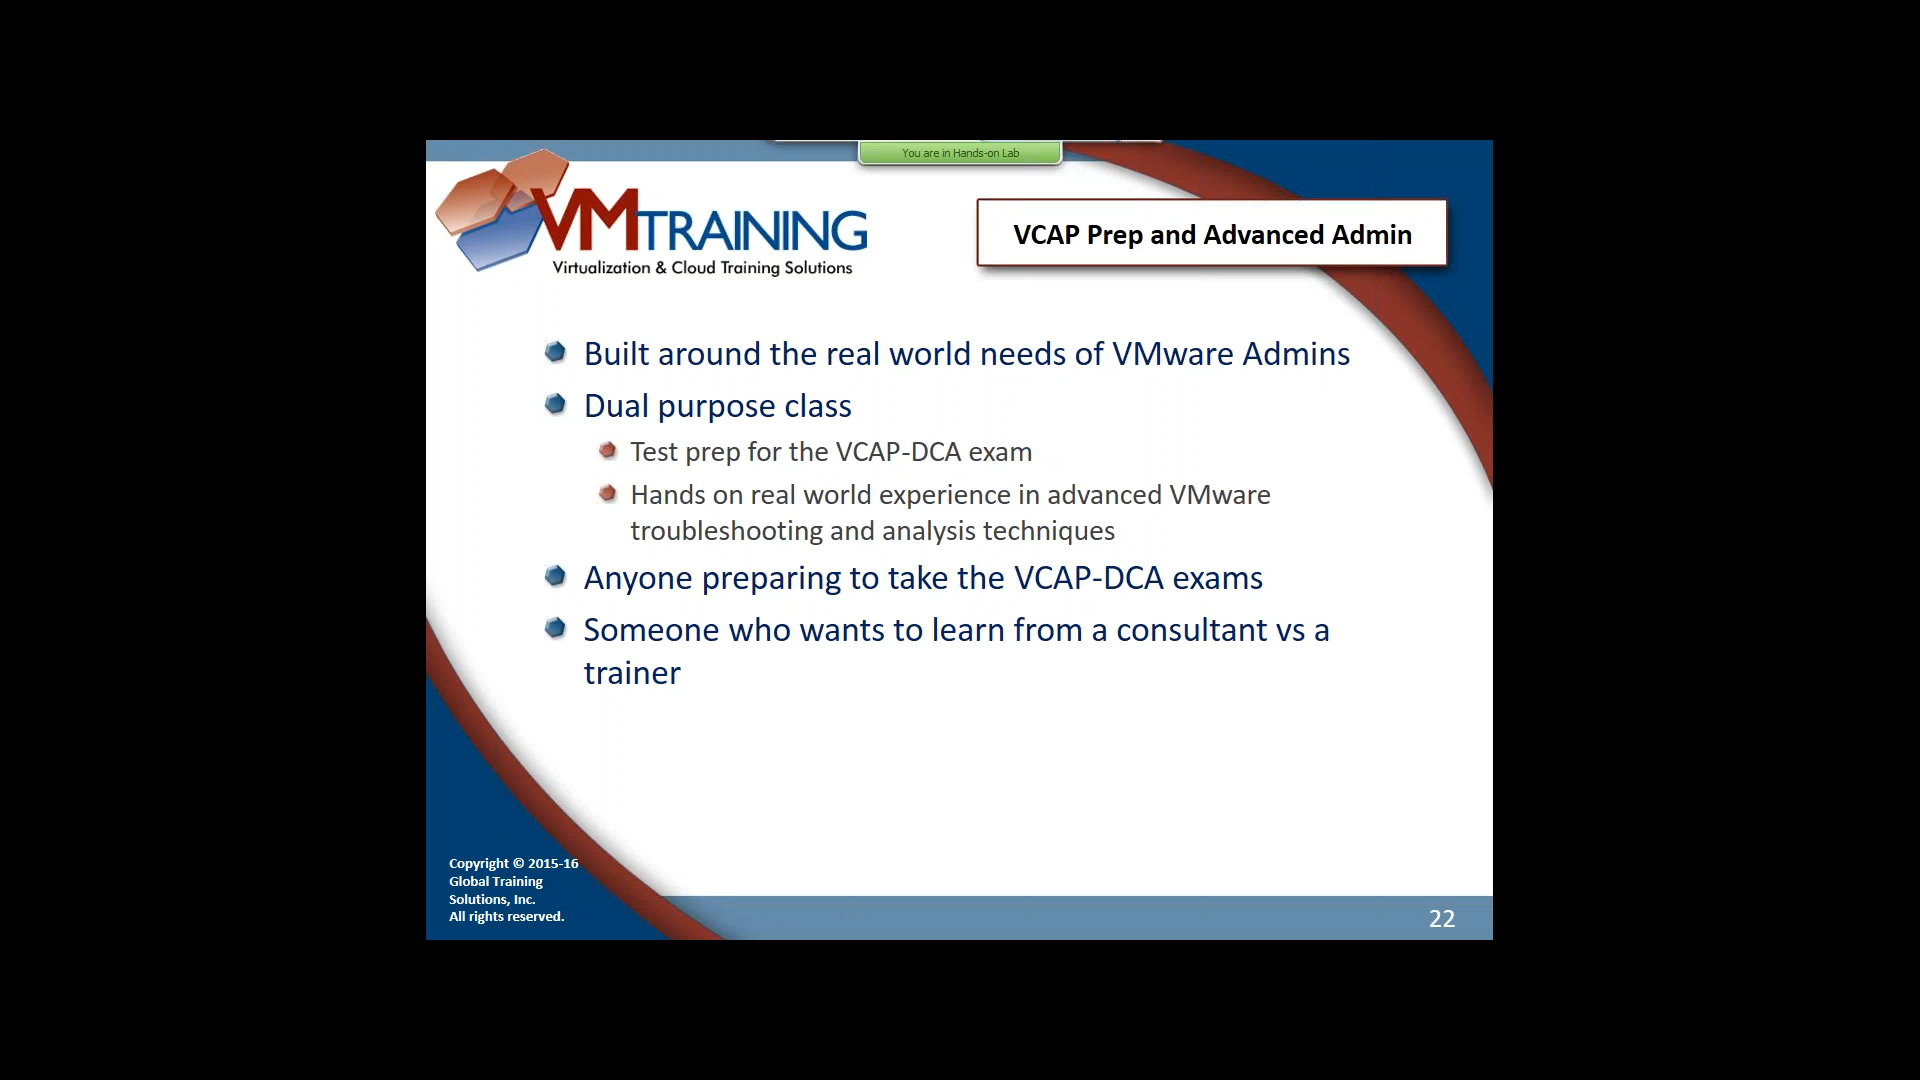 You are in Hands-on Lab
VMTRAINING
Virtualization & Cloud Training Solutions
VCAP Prep and Advanced Admin
Built around the real world needs of VMware Admins
Dual purpose class
Test prep for the VCAP-DCA exam
Hands on real world experience in advanced VMware
troubleshooting and analysis techniques
Anyone preparing to take the VCAP-DCA exams
Someone who wants to learn from a consultant vs a
trainer
Copyright © 2015-16
Global Training
Solutions, Inc.
All rights reserved.
22